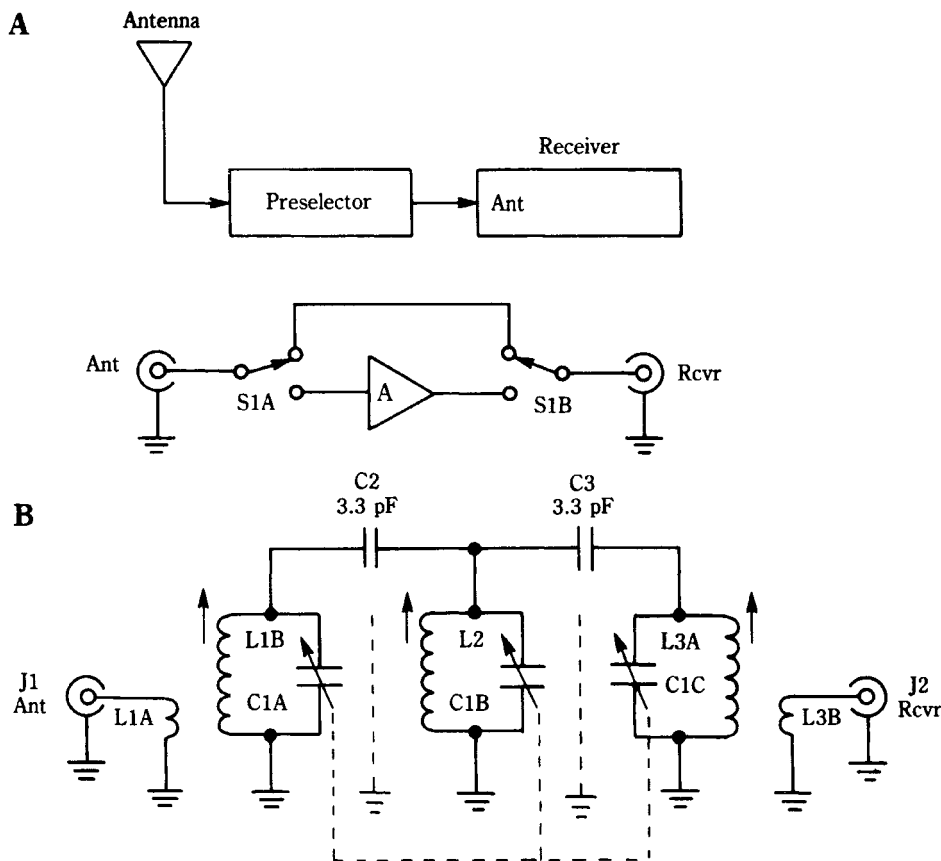 A
Antenna
Receiver
Preselector
Ant
Ant
S1A
A
S1B
Rcvr
B
C2
3.3 pF
C3
3.3 pF
L1B
L2
L3A
J1
Ant
L1A
C1A
C1B
C1C
L3B
J2
Rcvr